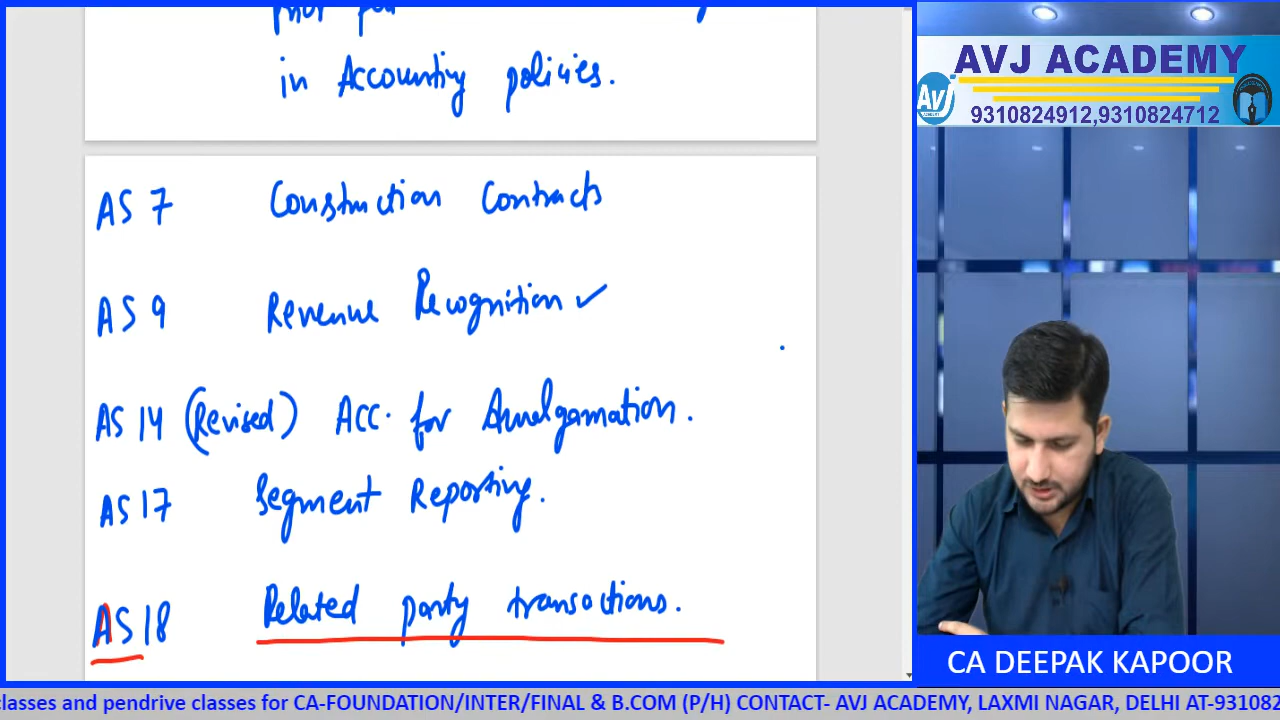 in Accounting policies.
AS 7 Construction Contracts
AS 9 Revenue Recognition ✓
AS 14 (Revised) Acc. for Amalgamation.
AS 17 Segment Reporting.
AS 18 Related party transactions.
AVJ ACADEMY
AVJ
9310824912,9310824712
CA DEEPAK KAPOOR
classes and pendrive classes for CA-FOUNDATION/INTER/FINAL & B.COM (P/H) CONTACT- AVJ ACADEMY, LAXMI NAGAR, DELHI AT-931082